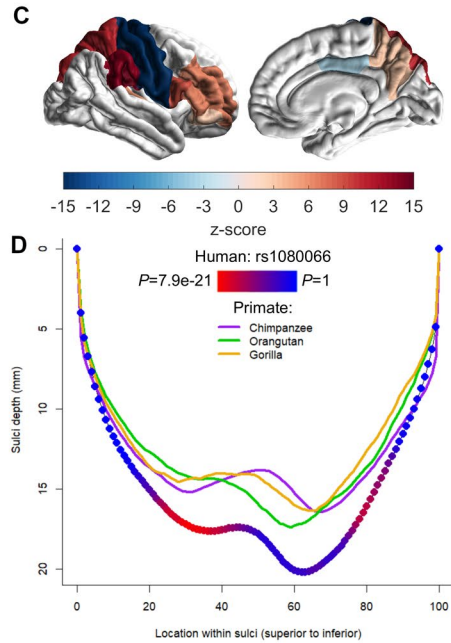 C
-15 -12 -9 -6 -3 0 3 6 9 12 15
z-score
D
Human: rs1080066
P=7.9e-21 P=1
Primate:
Chimpanzee
Orangutan
Gorilla
Sulci depth (mm)
0
5
10
15
20
0 20 40 60 80 100
Location within sulci (superior to inferior)